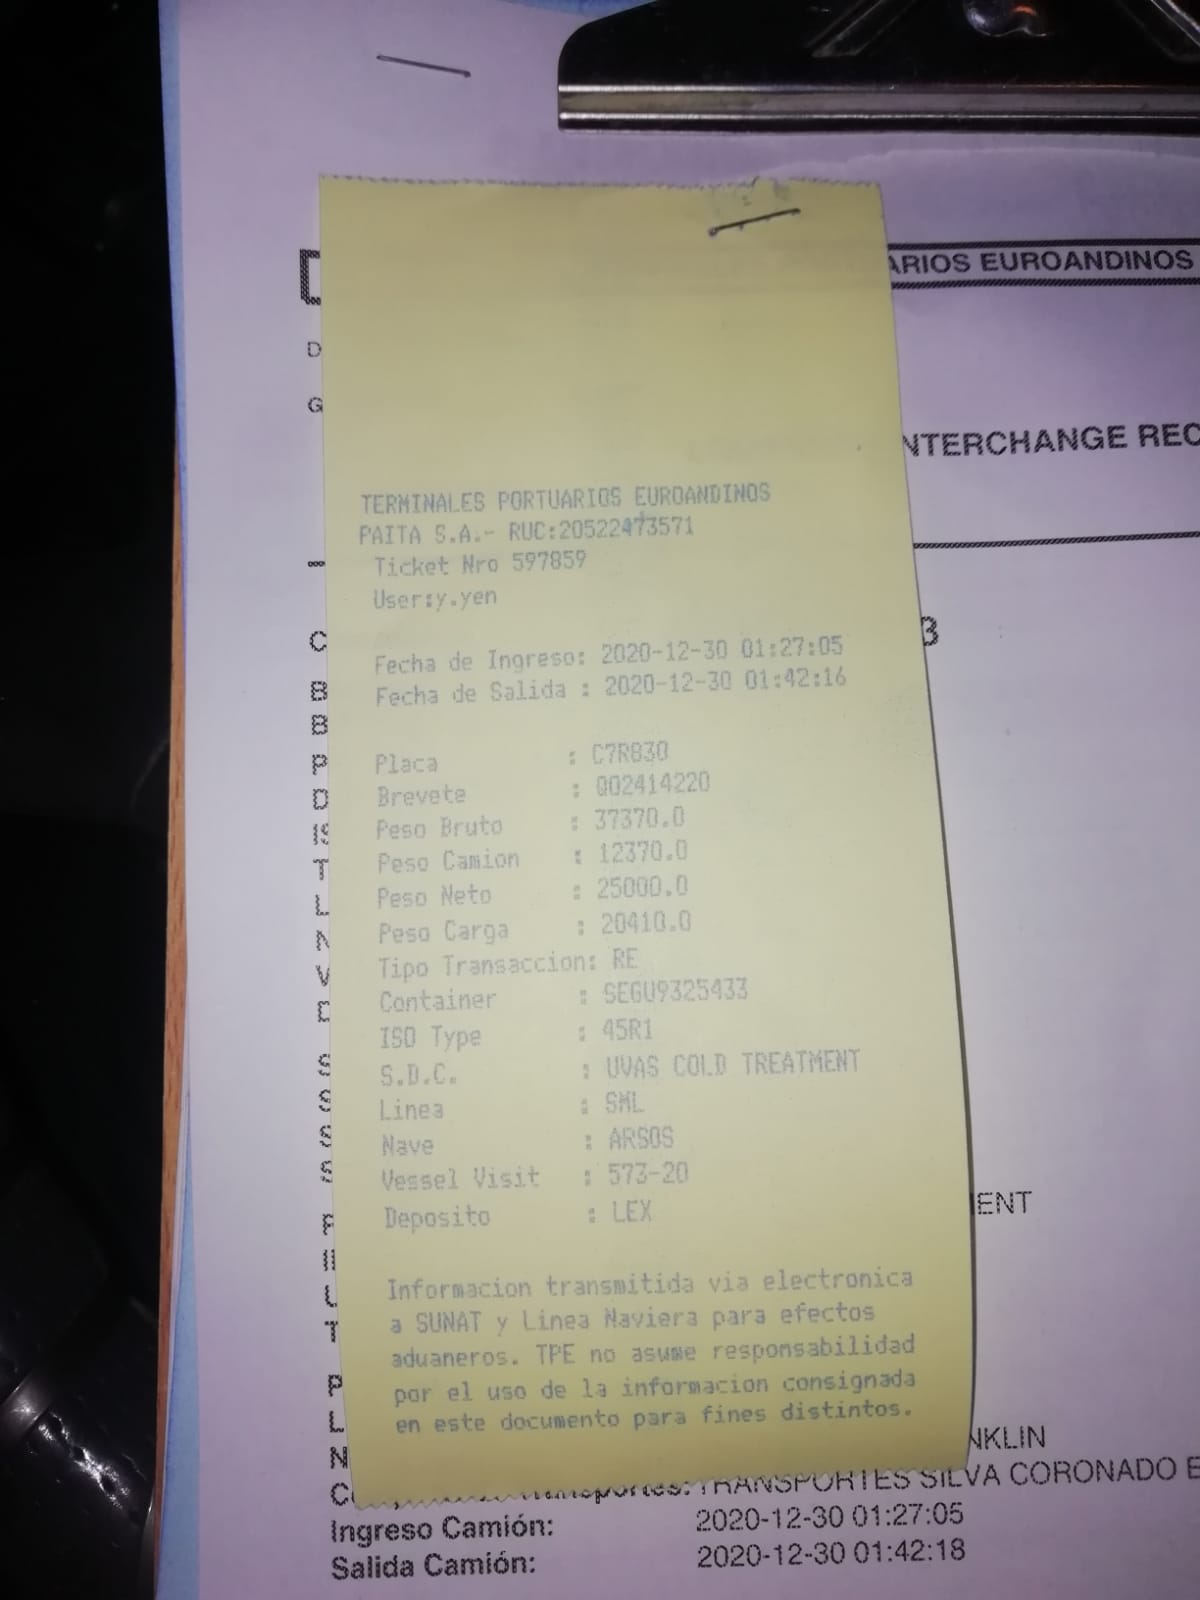 ARIOS EUROANDINOS
NTERCHANGE REC
TERMINALES PORTUARIOS EUROANDINOS
PAITA S.A.- RUC:20522473571
Ticket Nro 597859
User:y.yen
3
Fecha de Ingreso: 2020-12-30 01:27:05
Fecha de Salida : 2020-12-30 01:42:16
Placa : C7R830
Brevete : Q02414220
Peso Bruto : 37370.0
Peso Camion : 12370.0
Peso Neto : 25000.0
Peso Carga : 20410.0
Tipo Transaccion: RE
Container : SEGU9325433
ISO Type : 45R1
S.D.C. : UVAS COLD TREATMENT
Linea : SML
Nave : ARSOS
Vessel Visit : 573-20
Deposito : LEX
MENT
Informacion transmitida via electronica
a SUNAT y Linea Naviera para efectos
aduaneros. TPE no asume responsabilidad
por el uso de la informacion consignada
en este documento para fines distintos.
NKLIN
TRANSPORTES SILVA CORONADO E
Ingreso Camión: 2020-12-30 01:27:05
Salida Camión: 2020-12-30 01:42:18